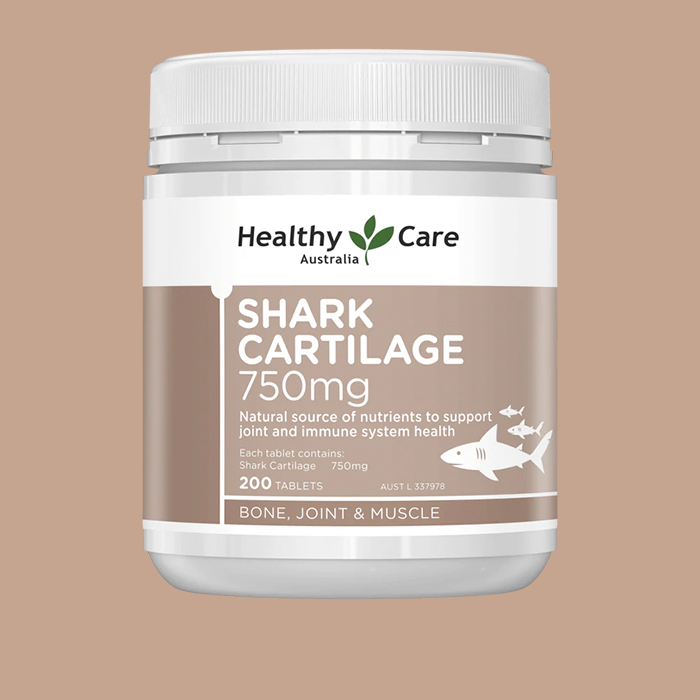 Healthy Care
Australia
SHARK
CARTILAGE
750mg
Natural source of nutrients to support
joint and immune system health
Each tablet contains:
Shark Cartilage 750mg
200 TABLETS AUST L 337978
BONE, JOINT & MUSCLE